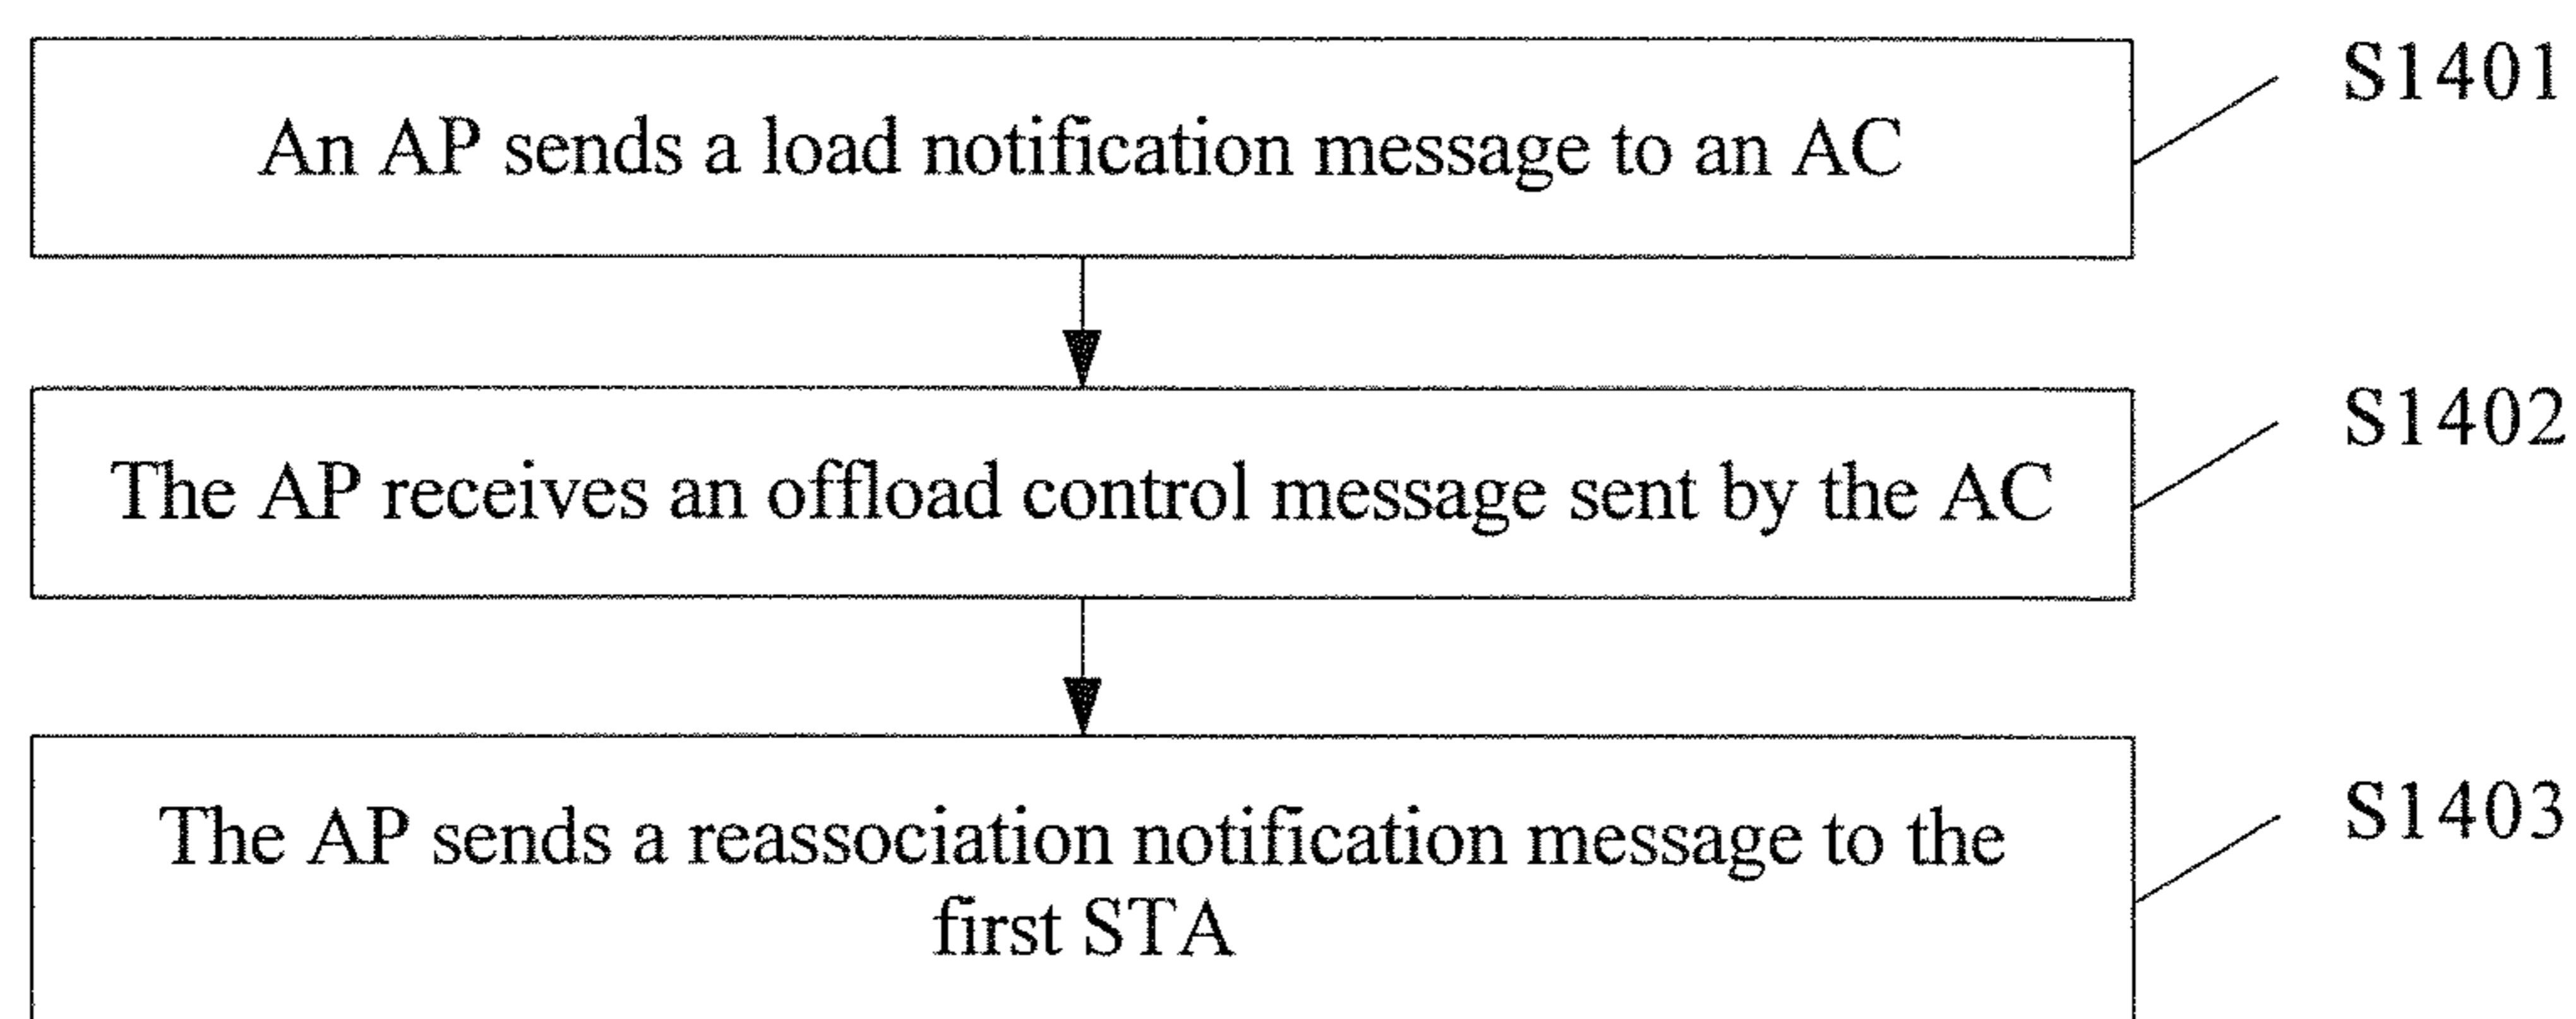 An AP sends a load notification message to an AC
S1401
The AP receives an offload control message sent by the AC
S1402
The AP sends a reassociation notification message to the
first STA
S1403